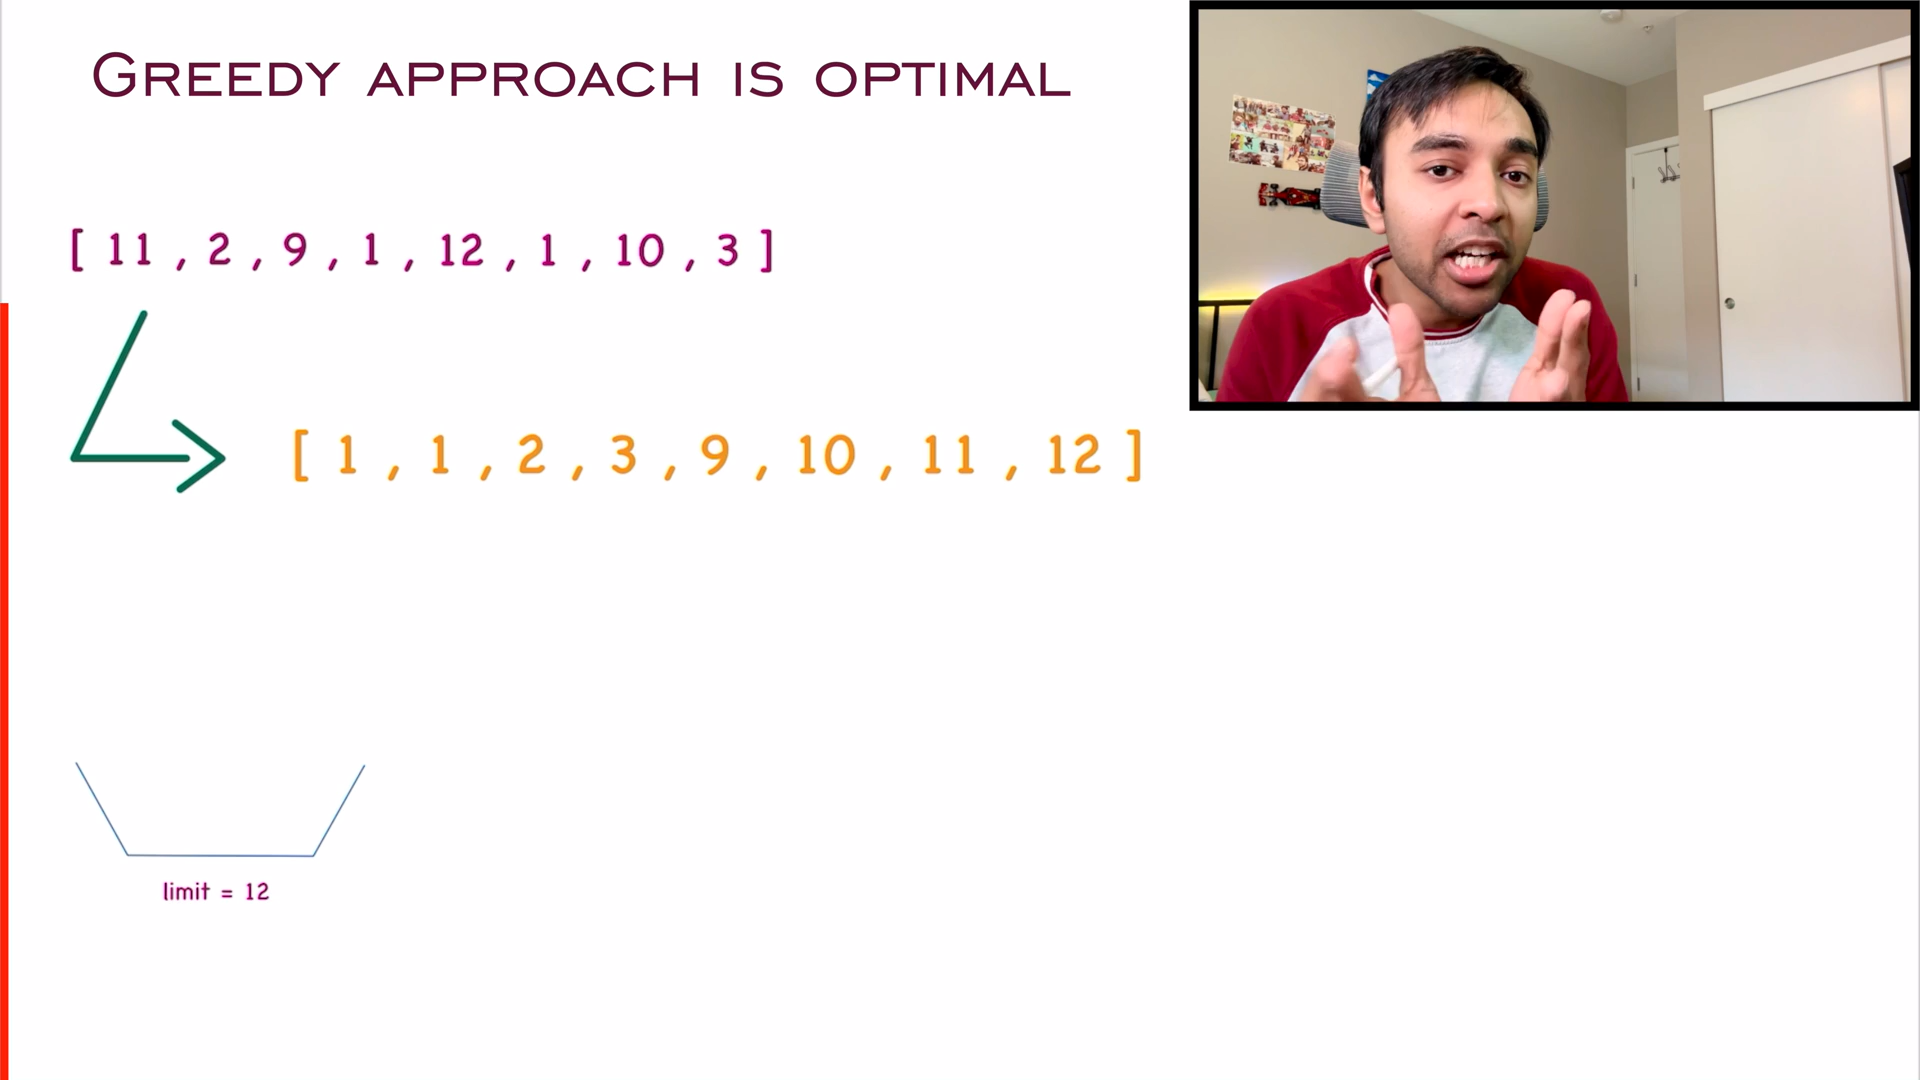 GREEDY APPROACH IS OPTIMAL
[ 11 , 2 , 9 , 1 , 12 , 1 , 10 , 3 ]
[ 1 , 1 , 2 , 3 , 9 , 10 , 11 , 12 ]
limit = 12